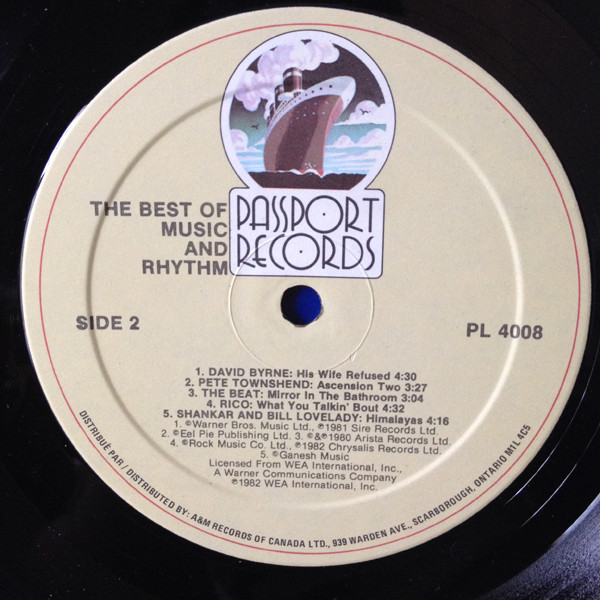 PASSPORT
RECORDS
THE BEST OF
MUSIC
AND
RHYTHM
SIDE 2
PL 4008
1. DAVID BYRNE: His Wife Refused 4:30
2. PETE TOWNSHEND: Ascension Two 3:27
3. THE BEAT: Mirror In The Bathroom 3:04
4. RICO: What You Talkin' Bout 4:32
5. SHANKAR AND BILL LOVELADY: Himalayas 4:16
1. ©Warner Bros. Music Ltd., ℗1981 Sire Records Ltd.
2. ©Eel Pie Publishing Ltd. 3. ©&℗1980 Arista Records Ltd.
4. ©Rock Music Co. Ltd., ℗1982 Chrysalis Records Ltd.
5. ©Ganesh Music
Licensed From WEA International, Inc.,
A Warner Communications Company
℗1982 WEA International, Inc.
DISTRIBUÉ PAR / DISTRIBUTED BY: A&M RECORDS OF CANADA LTD., 939 WARDEN AVE., SCARBOROUGH, ONTARIO M1L 4C5